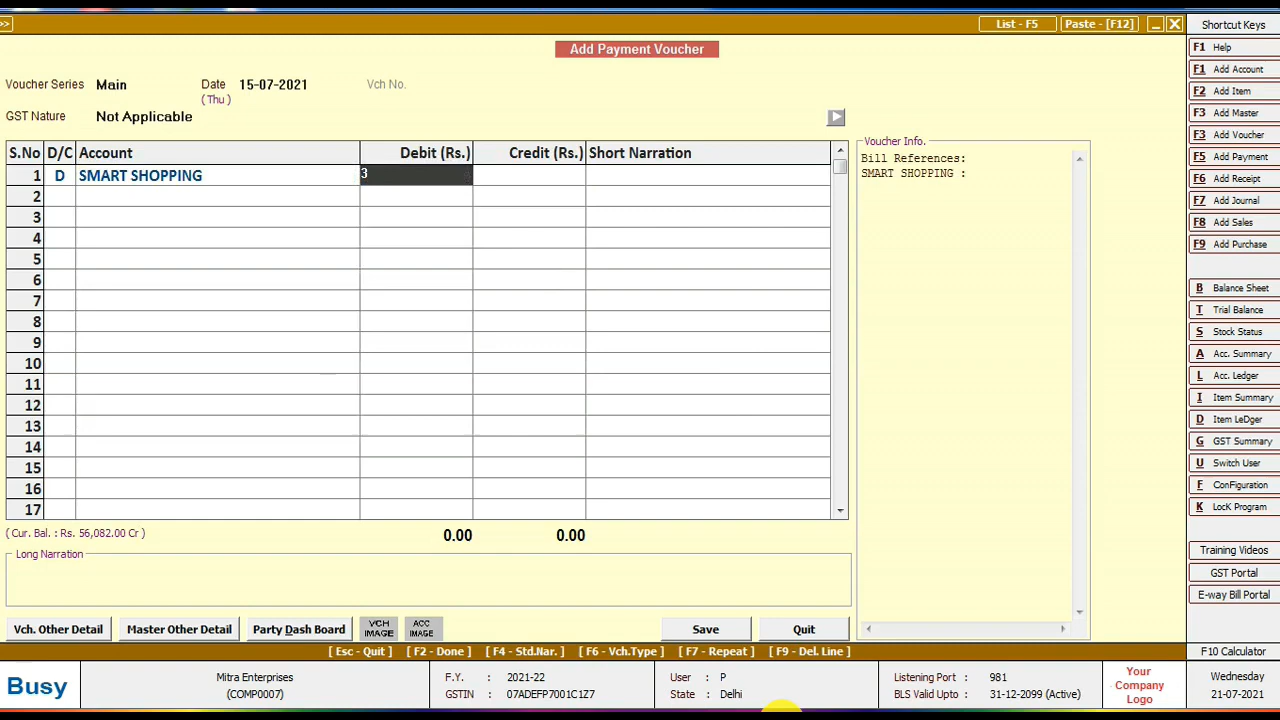 >> List - F5 Paste - [F12] Shortcut Keys
Add Payment Voucher
Voucher Series Main Date 15-07-2021 Vch No.
( Thu )
GST Nature Not Applicable
S.No D/C Account Debit (Rs.) Credit (Rs.) Short Narration
1 D SMART SHOPPING 3
2
3
4
5
6
7
8
9
10
11
12
13
14
15
16
17
( Cur. Bal. : Rs. 56,082.00 Cr ) 0.00 0.00
Long Narration
Voucher Info.
Bill References:
SMART SHOPPING :
Vch. Other Detail Master Other Detail Party Dash Board VCH IMAGE ACC IMAGE Save Quit
[ Esc - Quit ] [ F2 - Done ] [ F4 - Std.Nar. ] [ F6 - Vch.Type ] [ F7 - Repeat ] [ F9 - Del. Line ]
F1 Help
F1 Add Account
F2 Add Item
F3 Add Master
F3 Add Voucher
F5 Add Payment
F6 Add Receipt
F7 Add Journal
F8 Add Sales
F9 Add Purchase
B Balance Sheet
T Trial Balance
S Stock Status
A Acc. Summary
L Acc. Ledger
I Item Summary
D Item LeDger
G GST Summary
U Switch User
F ConFiguration
K LocK Program
Training Videos
GST Portal
E-way Bill Portal
F10 Calculator
Busy
Mitra Enterprises
(COMP0007)
F.Y. : 2021-22
GSTIN : 07ADEFP7001C1Z7
User : P
State : Delhi
Listening Port : 981
BLS Valid Upto : 31-12-2099 (Active)
Your
Company
Logo
Wednesday
21-07-2021